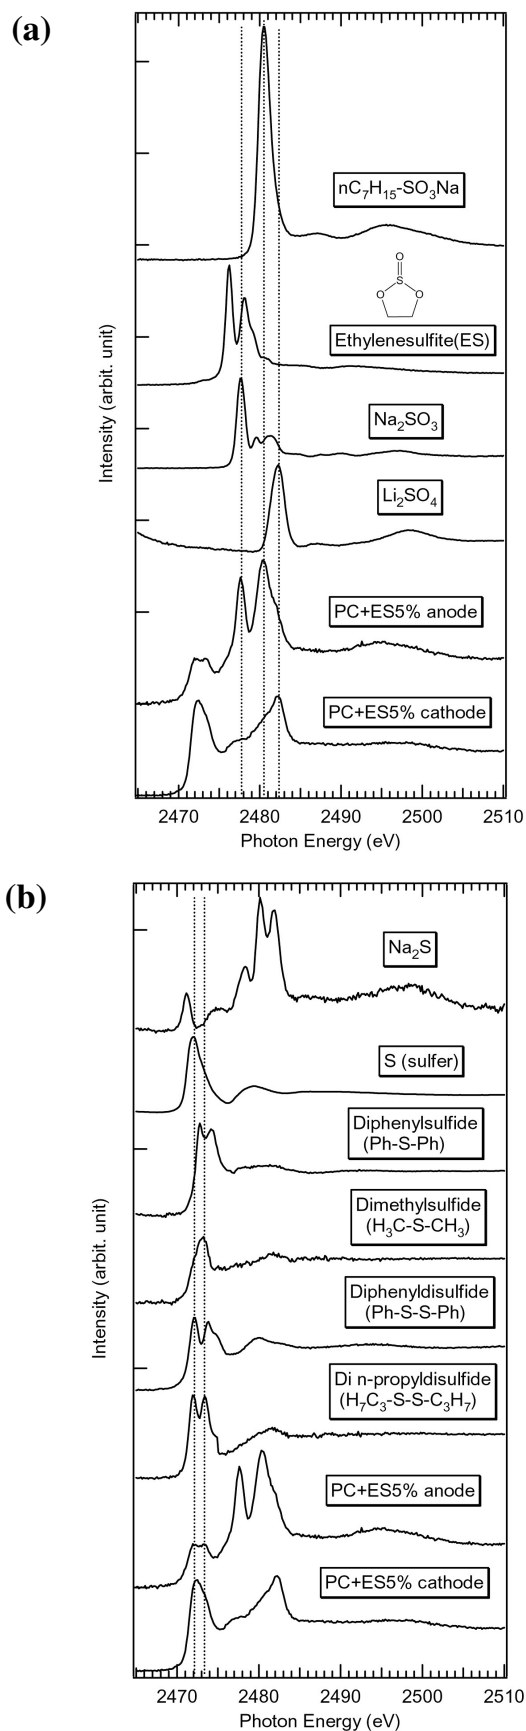 (a)
nC₇H₁₅-SO₃Na
O
S
O O
Ethylenesulfite(ES)
Na₂SO₃
Li₂SO₄
PC+ES5% anode
PC+ES5% cathode
Intensity (arbit. unit)
2470 2480 2490 2500 2510
Photon Energy (eV)
(b)
Na₂S
S (sulfer)
Diphenylsulfide
(Ph-S-Ph)
Dimethylsulfide
(H₃C-S-CH₃)
Diphenyldisulfide
(Ph-S-S-Ph)
Di n-propyldisulfide
(H₇C₃-S-S-C₃H₇)
PC+ES5% anode
PC+ES5% cathode
Intensity (arbit. unit)
2470 2480 2490 2500 2510
Photon Energy (eV)